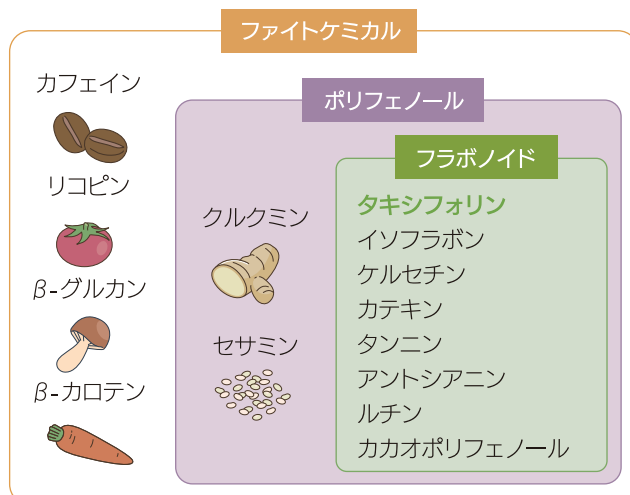 ファイトケミカル
カフェイン
リコピン
β-グルカン
β-カロテン
ポリフェノール
クルクミン
セサミン
フラボノイド
タキシフォリン
イソフラボン
ケルセチン
カテキン
タンニン
アントシアニン
ルチン
カカオポリフェノール